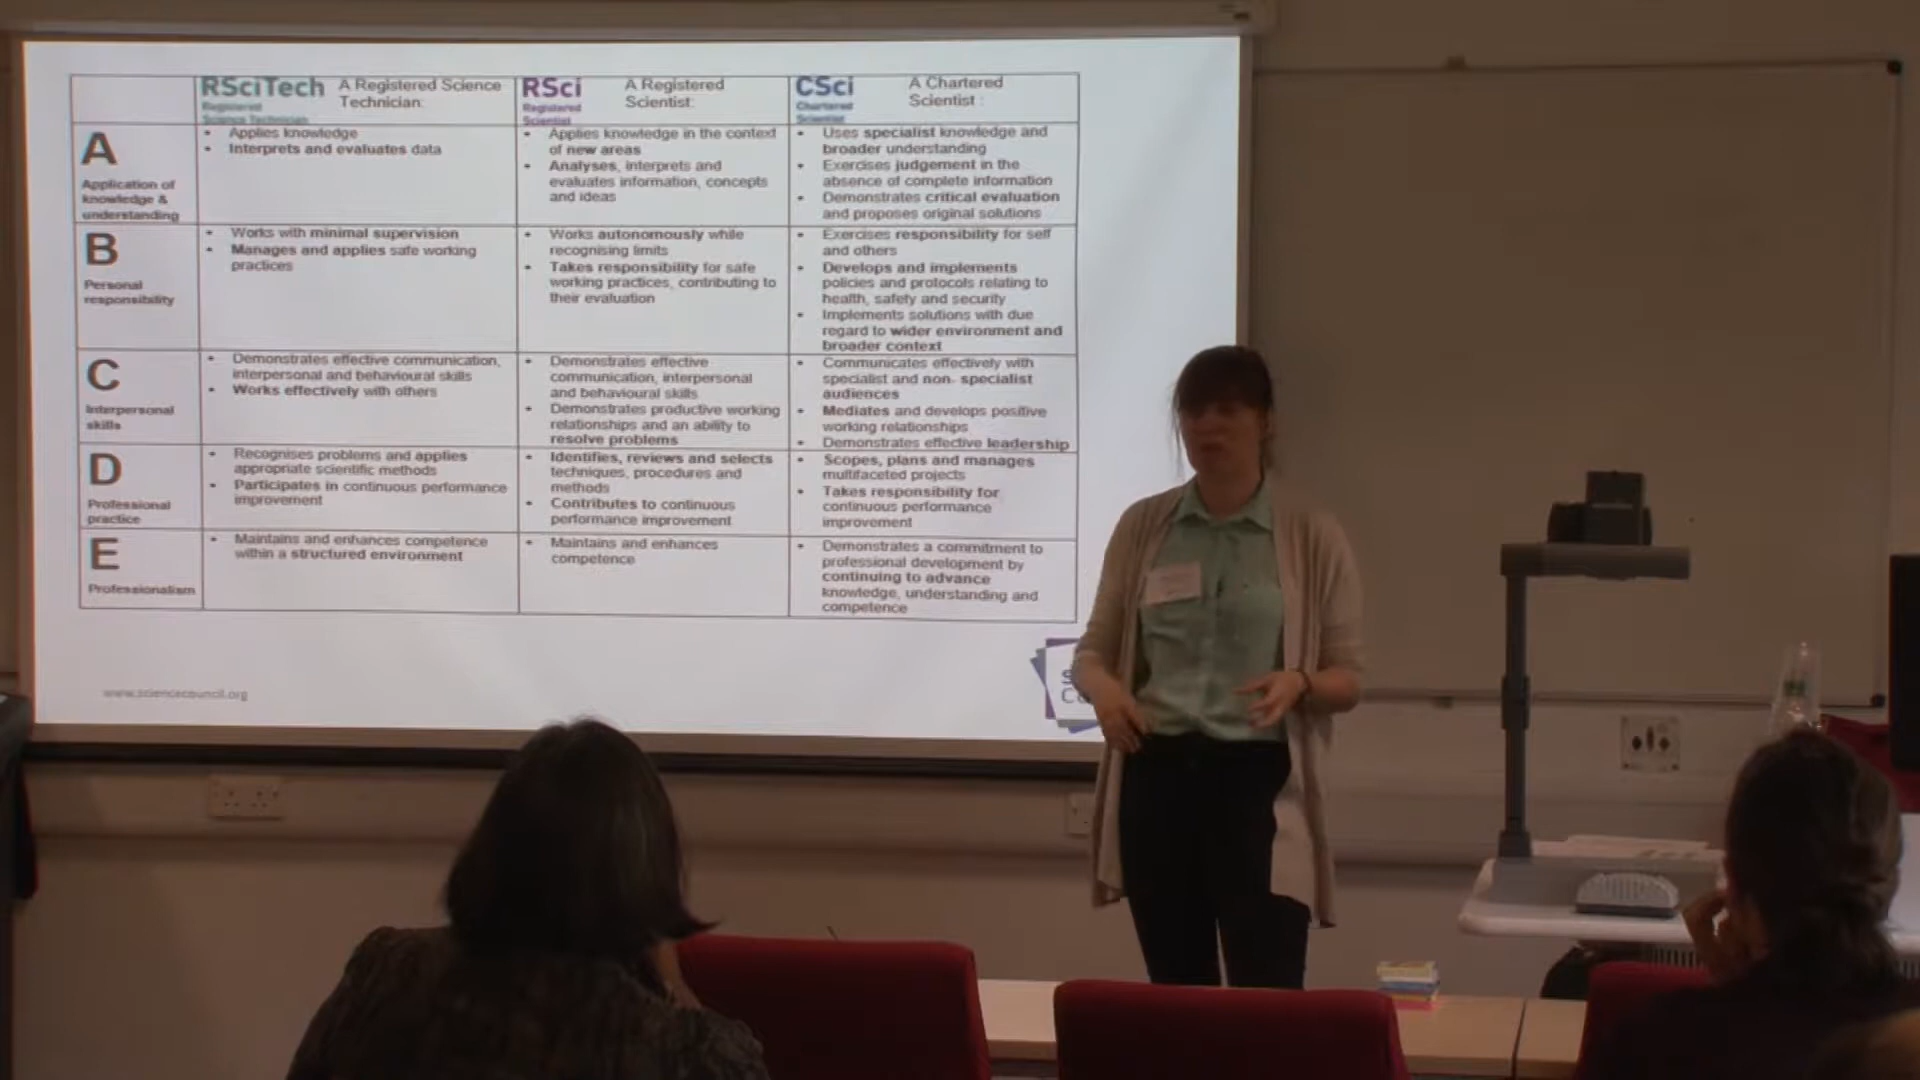 RSciTech
Registered
Science Technician
A Registered Science
Technician:
RSci
Registered
Scientist
A Registered
Scientist:
CSci
Chartered
Scientist
A Chartered
Scientist :
A
Application of
knowledge &
understanding
• Applies knowledge
• Interprets and evaluates data
• Applies knowledge in the context
of new areas
• Analyses, interprets and
evaluates information, concepts
and ideas
• Uses specialist knowledge and
broader understanding
• Exercises judgement in the
absence of complete information
• Demonstrates critical evaluation
and proposes original solutions
B
Personal
responsibility
• Works with minimal supervision
• Manages and applies safe working
practices
• Works autonomously while
recognising limits
• Takes responsibility for safe
working practices, contributing to
their evaluation
• Exercises responsibility for self
and others
• Develops and implements
policies and protocols relating to
health, safety and security
• Implements solutions with due
regard to wider environment and
broader context
C
Interpersonal
skills
• Demonstrates effective communication,
interpersonal and behavioural skills
• Works effectively with others
• Demonstrates effective
communication, interpersonal
and behavioural skills
• Demonstrates productive working
relationships and an ability to
resolve problems
• Communicates effectively with
specialist and non- specialist
audiences
• Mediates and develops positive
working relationships
• Demonstrates effective leadership
D
Professional
practice
• Recognises problems and applies
appropriate scientific methods
• Participates in continuous performance
improvement
• Identifies, reviews and selects
techniques, procedures and
methods
• Contributes to continuous
performance improvement
• Scopes, plans and manages
multifaceted projects
• Takes responsibility for
continuous performance
improvement
E
Professionalism
• Maintains and enhances competence
within a structured environment
• Maintains and enhances
competence
• Demonstrates a commitment to
professional development by
continuing to advance
knowledge, understanding and
competence
www.sciencecouncil.org